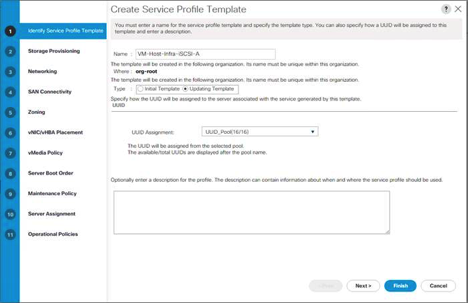 Create Service Profile Template
? ✕
1 Identify Service Profile Template
2 Storage Provisioning
3 Networking
4 SAN Connectivity
5 Zoning
6 vNIC/vHBA Placement
7 vMedia Policy
8 Server Boot Order
9 Maintenance Policy
10 Server Assignment
11 Operational Policies
You must enter a name for the service profile template and specify the template type. You can also specify how a UUID will be assigned to this
template and enter a description.
Name : VM-Host-Infra-iSCSI-A
The template will be created in the following organization. Its name must be unique within this organization.
Where : org-root
The template will be created in the following organization. Its name must be unique within this organization.
Type : Initial Template Updating Template
Specify how the UUID will be assigned to the server associated with the service generated by this template.
UUID
UUID Assignment: UUID_Pool(16/16)
The UUID will be assigned from the selected pool.
The available/total UUIDs are displayed after the pool name.
Optionally enter a description for the profile. The description can contain information about when and where the service profile should be used.
Next > Finish Cancel